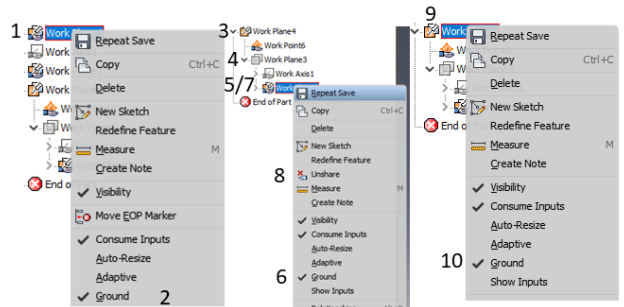 1
Work Plane
Work
Work
Work
Wo
Wo
End of
Repeat Save
Copy Ctrl+C
Delete
New Sketch
Redefine Feature
Measure M
Create Note
Visibility
Move EOP Marker
Consume Inputs
Auto-Resize
Adaptive
Ground
2
3
Work Plane4
Work Point6
4
Work Plane3
Work Axis1
5/7
Work
End of Part
Repeat Save
Copy Ctrl+C
Delete
New Sketch
Redefine Feature
8
Unshare
Measure M
Create Note
Visibility
Consume Inputs
Auto-Resize
Adaptive
6
Ground
Show Inputs
9
Work
W
Wo
End o
Repeat Save
Copy Ctrl+C
Delete
New Sketch
Redefine Feature
Measure M
Create Note
Visibility
Consume Inputs
Auto-Resize
Adaptive
10
Ground
Show Inputs